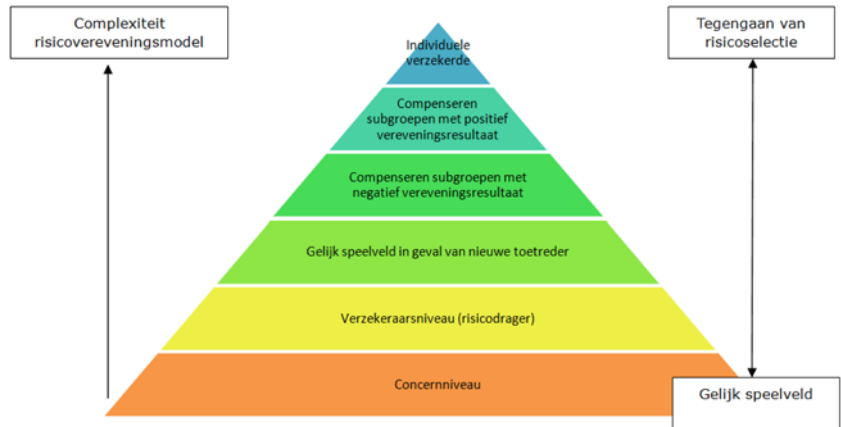 Complexiteit
risicovereveningsmodel
Tegengaan van
risicoselectie
Individuele
verzekerde
Compenseren
subgroepen met positief
vereveningsresultaat
Compenseren subgroepen met
negatief vereveningsresultaat
Gelijk speelveld in geval van nieuwe toetreder
Verzekeraarsniveau (risicodrager)
Concernniveau
Gelijk speelveld